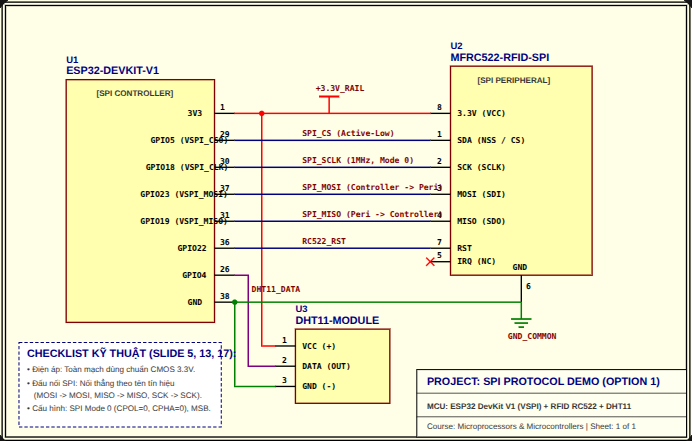 U1
ESP32-DEVKIT-V1
[SPI CONTROLLER]
3V3 1
GPIO5 (VSPI_CS0) 29
GPIO18 (VSPI_CLK) 30
GPIO23 (VSPI_MOSI) 37
GPIO19 (VSPI_MISO) 31
GPIO22 36
GPIO4 26
GND 38
+3.3V_RAIL
SPI_CS (Active-Low)
SPI_SCLK (1MHz, Mode 0)
SPI_MOSI (Controller -> Peri)
SPI_MISO (Peri -> Controller)
RC522_RST
DHT11_DATA
U2
MFRC522-RFID-SPI
[SPI PERIPHERAL]
8 3.3V (VCC)
1 SDA (NSS / CS)
2 SCK (SCLK)
3 MOSI (SDI)
4 MISO (SDO)
7 RST
5 IRQ (NC)
GND
6
GND_COMMON
U3
DHT11-MODULE
1 VCC (+)
2 DATA (OUT)
3 GND (-)
CHECKLIST KỸ THUẬT (SLIDE 5, 13, 17):
• Điện áp: Toàn mạch dùng chuẩn CMOS 3.3V.
• Đấu nối SPI: Nối thẳng theo tên tín hiệu
(MOSI -> MOSI, MISO -> MISO, SCK -> SCK).
• Cấu hình: SPI Mode 0 (CPOL=0, CPHA=0), MSB.
PROJECT: SPI PROTOCOL DEMO (OPTION 1)
MCU: ESP32 DevKit V1 (VSPI) + RFID RC522 + DHT11
Course: Microprocessors & Microcontrollers | Sheet: 1 of 1